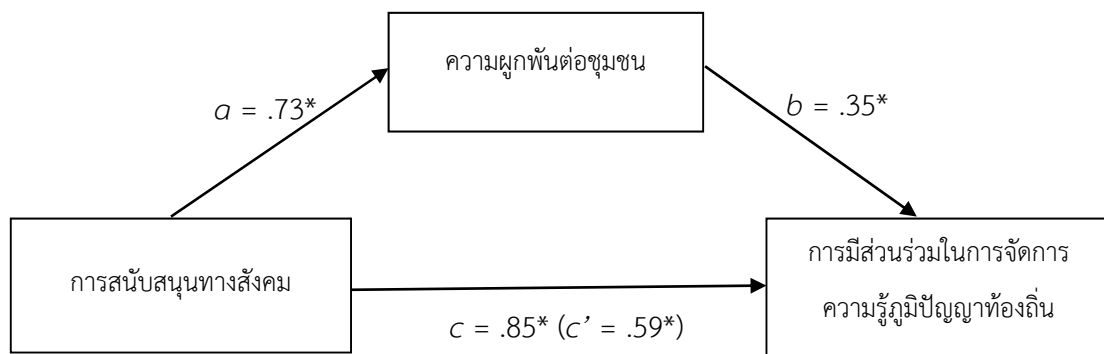 ความผูกพันต่อชุมชน
a = .73*
b = .35*
การสนับสนุนทางสังคม
การมีส่วนร่วมในการจัดการ
ความรู้ภูมิปัญญาท้องถิ่น
c = .85* (c’ = .59*)